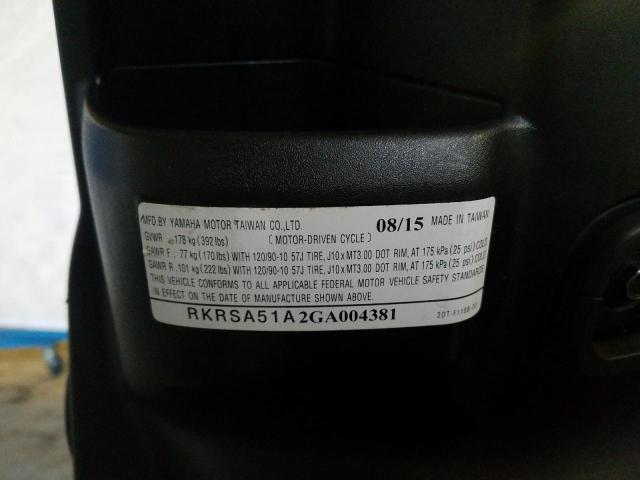 MFD.BY YAMAHA MOTOR TAIWAN CO.,LTD. 08/15 MADE IN TAIWAN
GVWR 178 kg (392 lbs) ( MOTOR-DRIVEN CYCLE )
GAWR F. 77 kg (170 lbs) WITH 120/90-10 57J TIRE, J10 x MT3.00 DOT RIM, AT 175 kPa (25 psi) COLD
GAWR R. 101 kg (222 lbs) WITH 120/90-10 57J TIRE, J10 x MT3.00 DOT RIM, AT 175 kPa (25 psi) COLD
THIS VEHICLE CONFORMS TO ALL APPLICABLE FEDERAL MOTOR VEHICLE SAFETY STANDARDS
IN EFFECT ON THE DATE OF MANUFACTURE SHOWN ABOVE.
RKRSA51A2GA004381